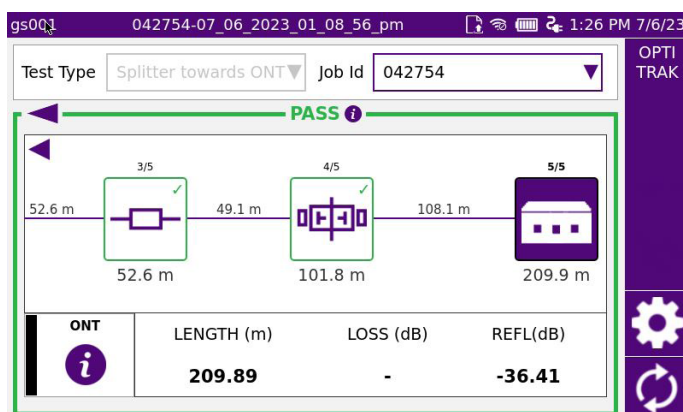 gs001 042754-07_06_2023_01_08_56_pm 1:26 PM 7/6/23
OPTI
TRAK
Test Type Splitter towards ONT Job Id 042754
PASS i
3/5 4/5 5/5
52.6 m 49.1 m 108.1 m
52.6 m 101.8 m 209.9 m
ONT LENGTH (m) LOSS (dB) REFL(dB)
i 209.89 - -36.41